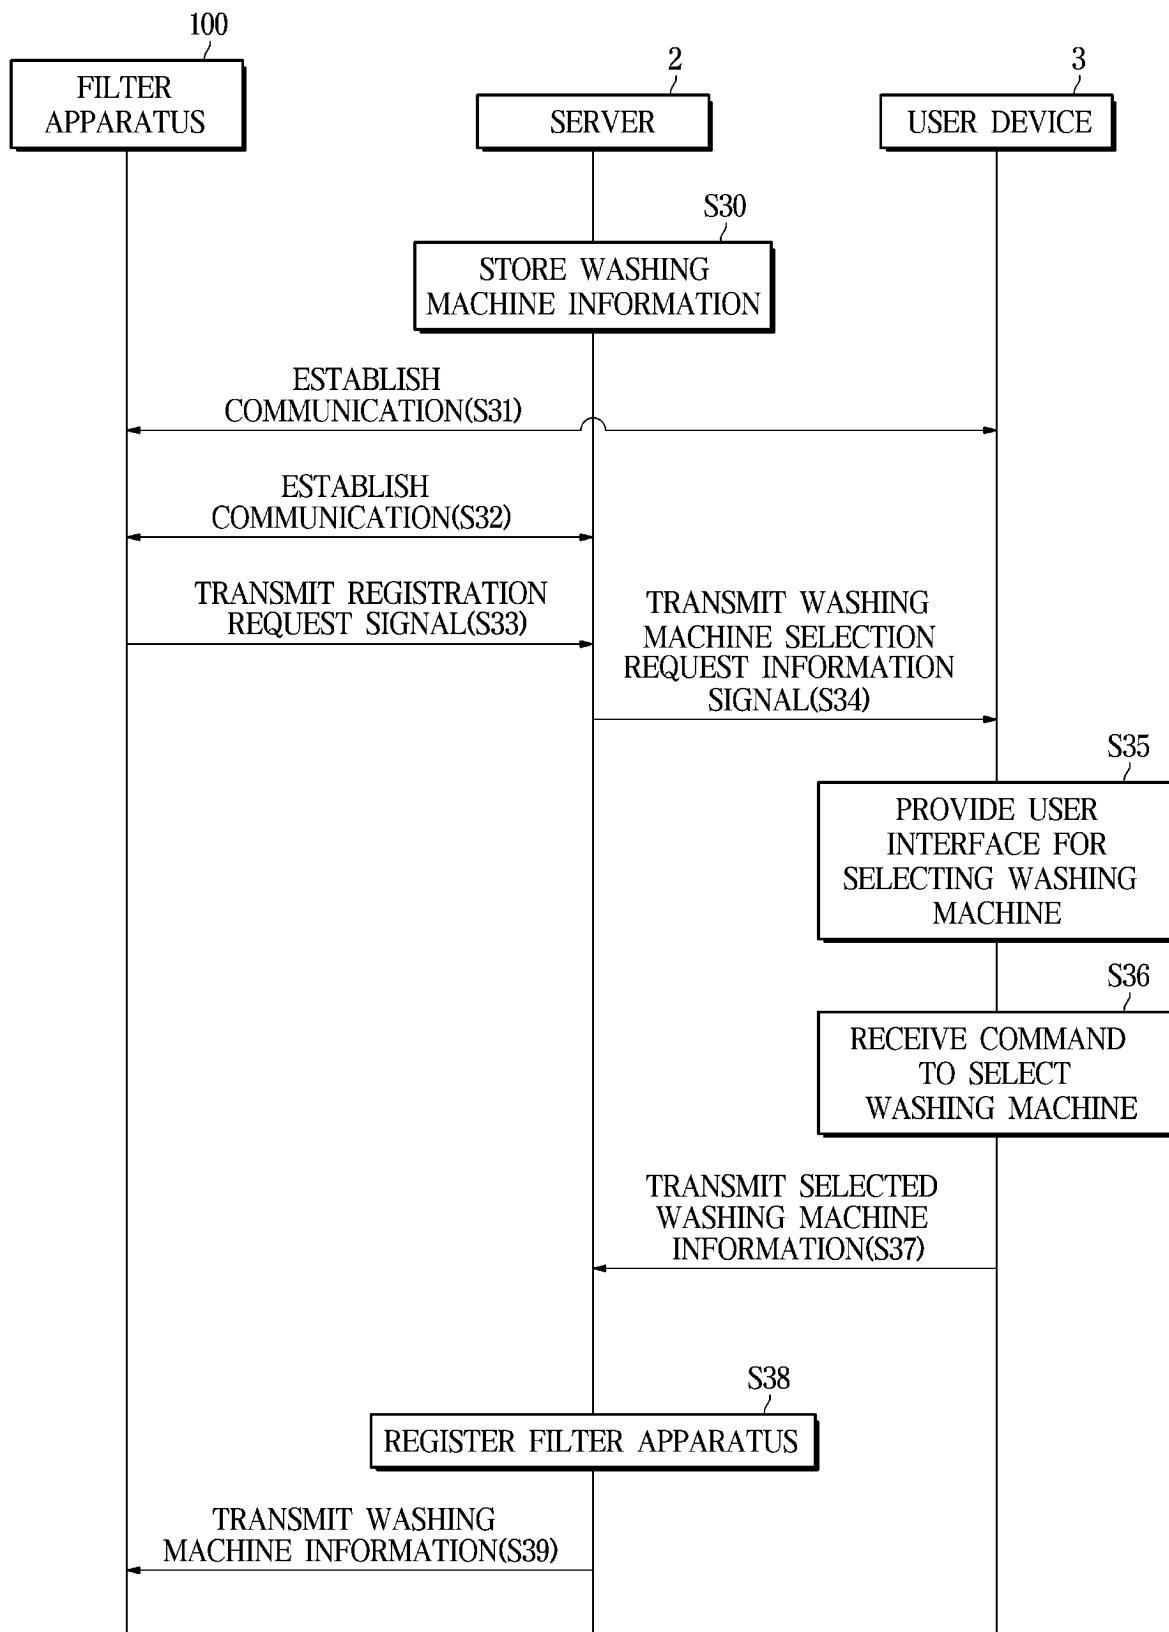 100
FILTER
APPARATUS
2
SERVER
3
USER DEVICE
S30
STORE WASHING
MACHINE INFORMATION
ESTABLISH
COMMUNICATION(S31)
ESTABLISH
COMMUNICATION(S32)
TRANSMIT REGISTRATION
REQUEST SIGNAL(S33)
TRANSMIT WASHING
MACHINE SELECTION
REQUEST INFORMATION
SIGNAL(S34)
S35
PROVIDE USER
INTERFACE FOR
SELECTING WASHING
MACHINE
S36
RECEIVE COMMAND
TO SELECT
WASHING MACHINE
TRANSMIT SELECTED
WASHING MACHINE
INFORMATION(S37)
S38
REGISTER FILTER APPARATUS
TRANSMIT WASHING
MACHINE INFORMATION(S39)